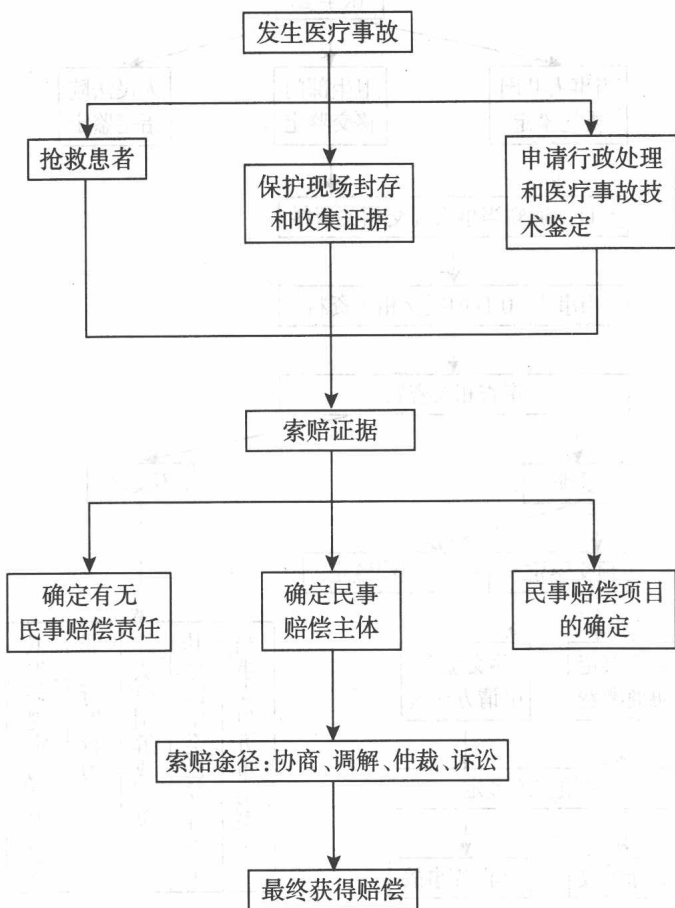 发生医疗事故
抢救患者
保护现场封存
和收集证据
申请行政处理
和医疗事故技
术鉴定
索赔证据
确定有无
民事赔偿责任
确定民事
赔偿主体
民事赔偿项目
的确定
索赔途径:协商、调解、仲裁、诉讼
最终获得赔偿